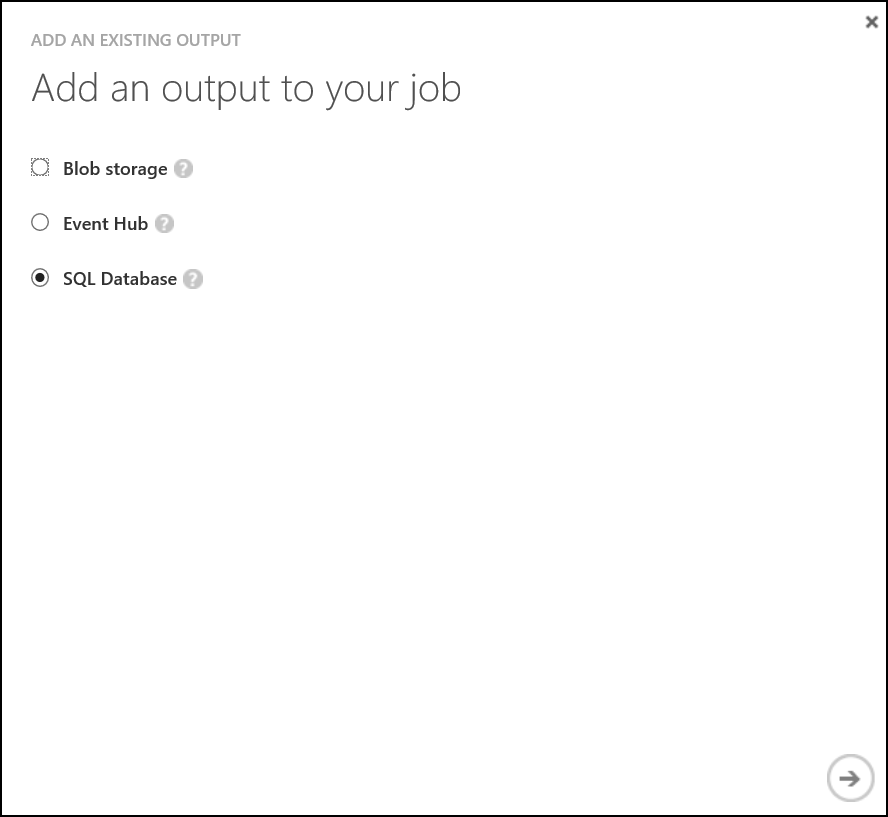 ADD AN EXISTING OUTPUT
Add an output to your job
Blob storage ?
Event Hub ?
SQL Database ?